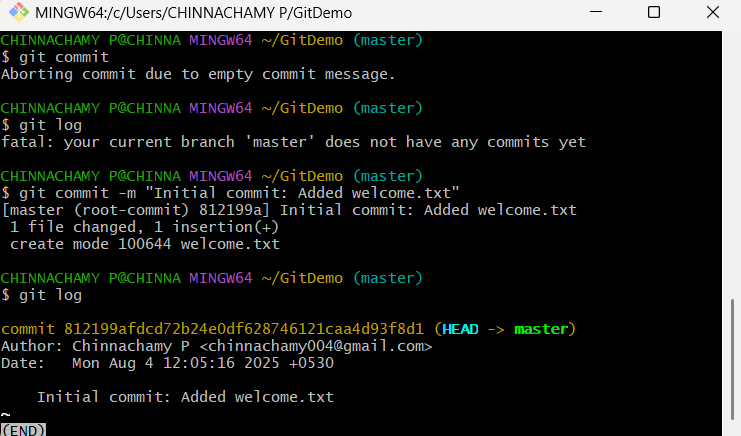 MINGW64:/c/Users/CHINNACHAMY P/GitDemo
CHINNACHAMY P@CHINNA MINGW64 ~/GitDemo (master)
$ git commit
Aborting commit due to empty commit message.
CHINNACHAMY P@CHINNA MINGW64 ~/GitDemo (master)
$ git log
fatal: your current branch 'master' does not have any commits yet
CHINNACHAMY P@CHINNA MINGW64 ~/GitDemo (master)
$ git commit -m "Initial commit: Added welcome.txt"
[master (root-commit) 812199a] Initial commit: Added welcome.txt
 1 file changed, 1 insertion(+)
 create mode 100644 welcome.txt
CHINNACHAMY P@CHINNA MINGW64 ~/GitDemo (master)
$ git log
commit 812199afdcd72b24e0df628746121caa4d93f8d1 (HEAD -> master)
Author: Chinnachamy P <chinnachamy004@gmail.com>
Date:   Mon Aug 4 12:05:16 2025 +0530
    Initial commit: Added welcome.txt
~
(END)